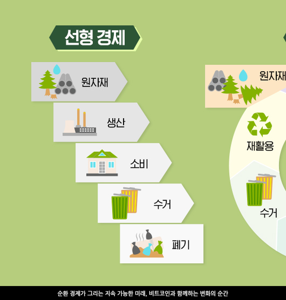 선형 경제
원자재
생산
소비
수거
폐기
원자재
재활용
수거
순환 경제가 그리는 지속 가능한 미래, 비트코인과 함께하는 변화의 순간